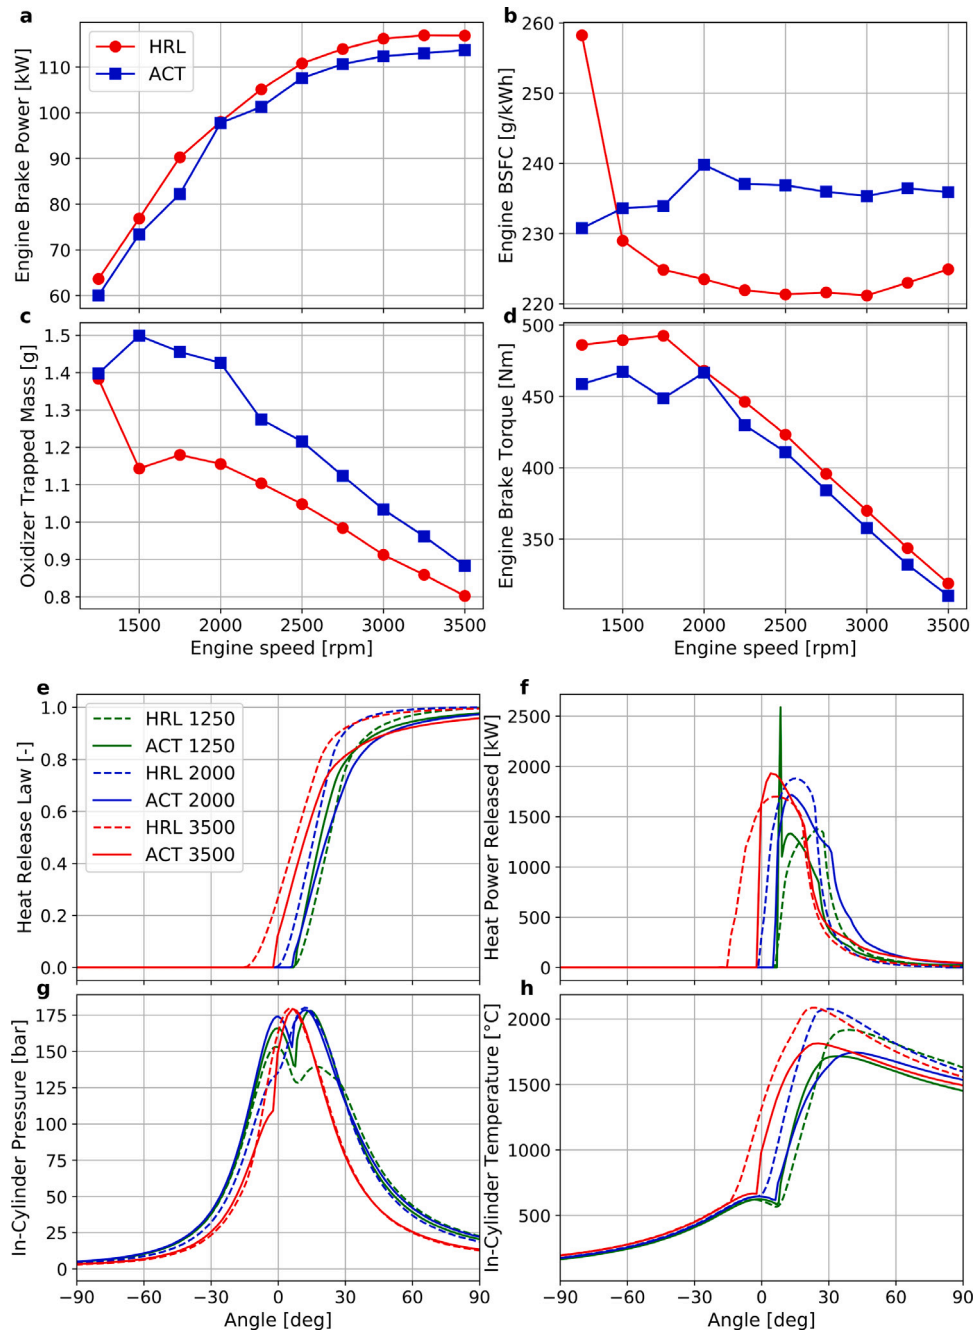 a
b
Engine Brake Power [kW]
110
100
90
80
70
60
HRL
ACT
Engine BSFC [g/kWh]
260
250
240
230
220
c
d
Oxidizer Trapped Mass [g]
1.5
1.4
1.3
1.2
1.1
1.0
0.9
0.8
1500 2000 2500 3000 3500
Engine speed [rpm]
Engine Brake Torque [Nm]
500
450
400
350
1500 2000 2500 3000 3500
Engine speed [rpm]
e
f
Heat Release Law [-]
1.0
0.8
0.6
0.4
0.2
0.0
HRL 1250
ACT 1250
HRL 2000
ACT 2000
HRL 3500
ACT 3500
Heat Power Released [kW]
2500
2000
1500
1000
500
0
g
h
In-Cylinder Pressure [bar]
175
150
125
100
75
50
25
0
−90 −60 −30 0 30 60 90
Angle [deg]
In-Cylinder Temperature [°C]
2000
1500
1000
500
−90 −60 −30 0 30 60 90
Angle [deg]